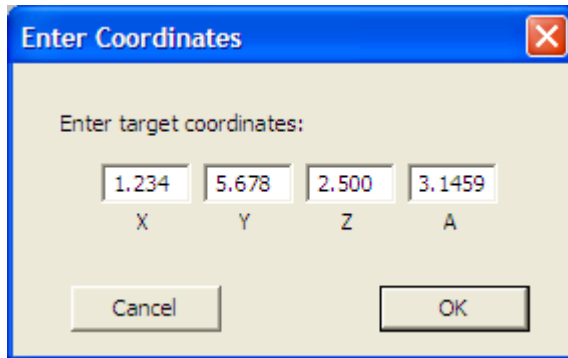 Enter Coordinates
Enter target coordinates:
1.234 5.678 2.500 3.1459
X Y Z A
Cancel OK